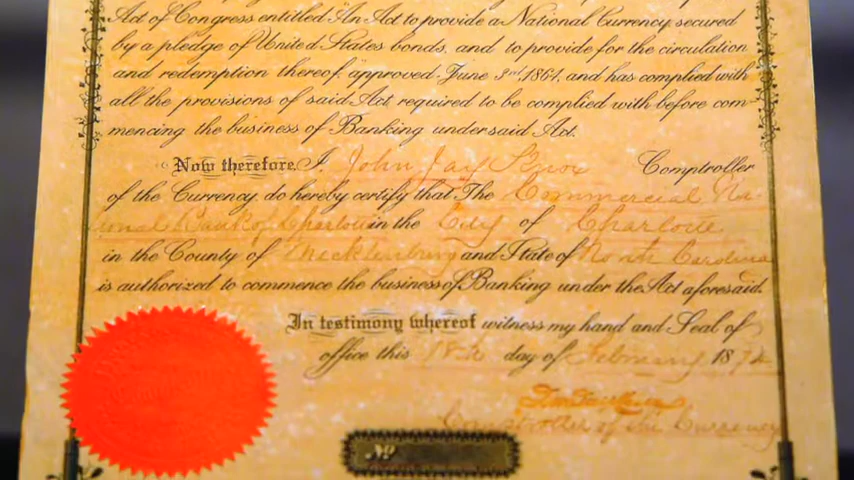 Act of Congress entitled "An Act to provide a National Currency, secured
by a pledge of United States bonds, and to provide for the circulation
and redemption thereof," approved June 3rd, 1864, and has complied with
all the provisions of said Act required to be complied with before com-
mencing the business of Banking under said Act.
Now therefore, I, John Jay Knox Comptroller
of the Currency, do hereby certify that The Commercial Na-
tional Bank of Charlotte in the City of Charlotte
in the County of Mecklenburg and State of North Carolina
is authorized to commence the business of Banking under the Act aforesaid.
In testimony whereof witness my hand and Seal of
office this 18th day of February 1874
Comptroller of the Currency
No